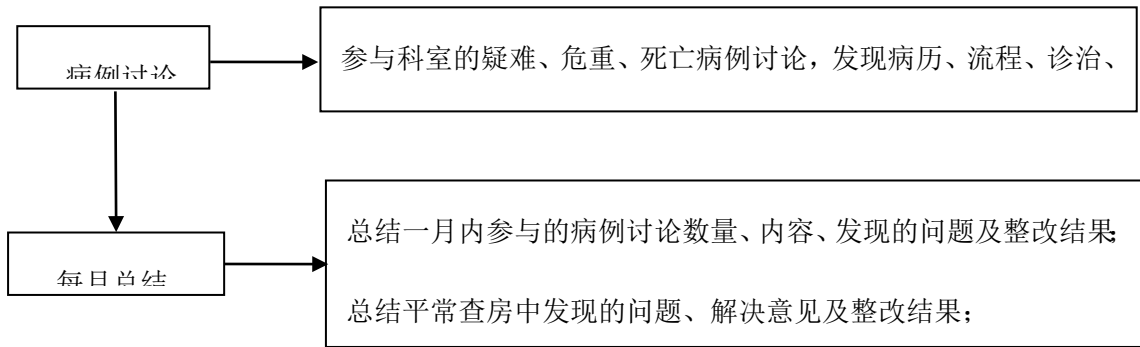 病例讨论
参与科室的疑难、危重、死亡病例讨论，发现病历、流程、诊治、
每月总结
总结一月内参与的病例讨论数量、内容、发现的问题及整改结果；
总结平常查房中发现的问题、解决意见及整改结果；